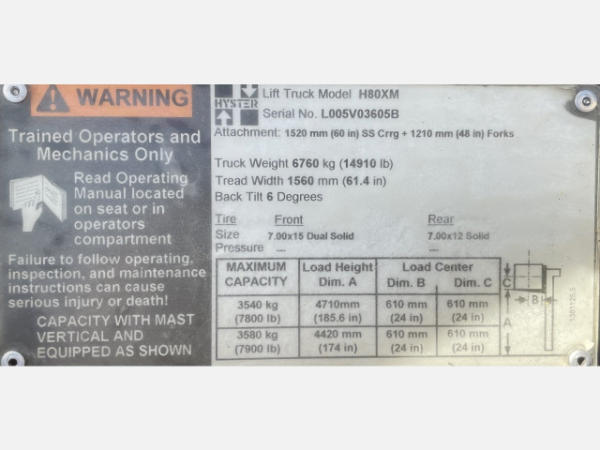 WARNING
Trained Operators and
Mechanics Only
Read Operating
Manual located
on seat or in
operators
compartment
Failure to follow operating,
inspection, and maintenance
instructions can cause
serious injury or death!
CAPACITY WITH MAST
VERTICAL AND
EQUIPPED AS SHOWN
HYSTER
Lift Truck Model H80XM
Serial No. L005V03605B
Attachment: 1520 mm (60 in) SS Crrg + 1210 mm (48 in) Forks
Truck Weight 6760 kg (14910 lb)
Tread Width 1560 mm (61.4 in)
Back Tilt 6 Degrees
Tire Front Rear
Size 7.00x15 Dual Solid 7.00x12 Solid
Pressure --- ---
MAXIMUM CAPACITY Load Height Dim. A Load Center Dim. B Dim. C
3540 kg (7800 lb) 4710mm (185.6 in) 610 mm (24 in) 610 mm (24 in)
3580 kg (7900 lb) 4420 mm (174 in) 610 mm (24 in) 610 mm (24 in)
C
B
A